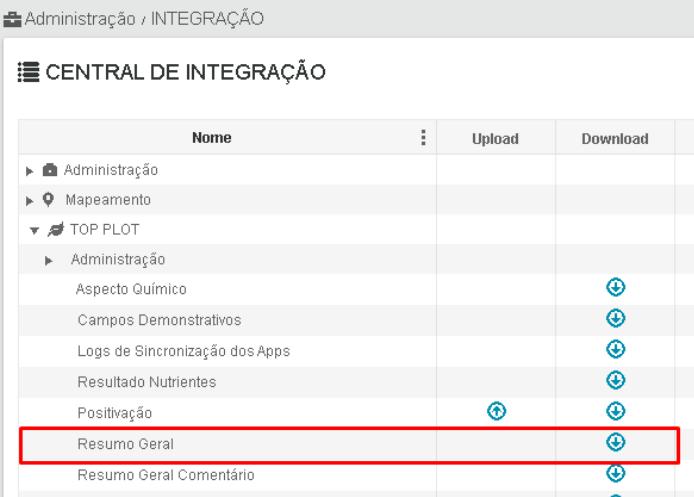 Administração / INTEGRAÇÃO
CENTRAL DE INTEGRAÇÃO
Nome Upload Download
Administração
Mapeamento
TOP PLOT
Administração
Aspecto Químico
Campos Demonstrativos
Logs de Sincronização dos Apps
Resultado Nutrientes
Positivação
Resumo Geral
Resumo Geral Comentário